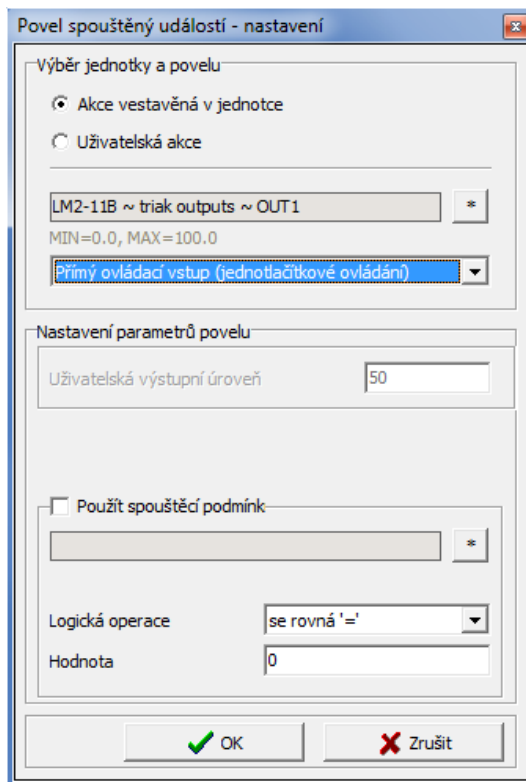 Povel spouštěný událostí - nastavení
Výběr jednotky a povelu
Akce vestavěná v jednotce
Uživatelská akce
LM2-11B ~ triak outputs ~ OUT1
*
MIN=0.0, MAX=100.0
Přímý ovládací vstup (jednotlačítkové ovládání)
Nastavení parametrů povelu
Uživatelská výstupní úroveň 50
Použít spouštěcí podmínk
*
Logická operace se rovná '='
Hodnota 0
OK Zrušit